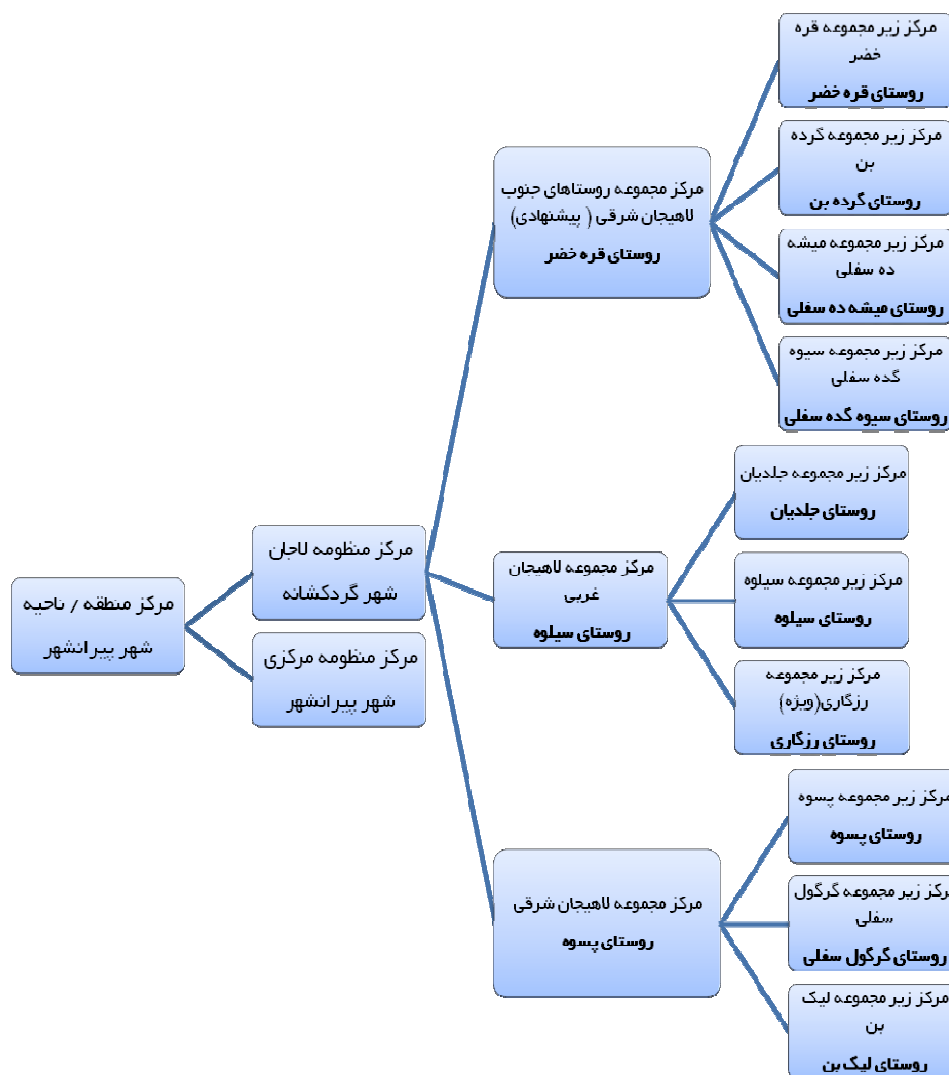 مرکز منطقه / ناحیه
شهر پیرانشهر
مرکز منظومه لاجان
شهر گردکشانه
مرکز منظومه مرکزی
شهر پیرانشهر
مرکز مجموعه روستاهای جنوب
لاهیجان شرقی ( پیشنهادی)
روستای قره خضر
مرکز زیر مجموعه قره
خضر
روستای قره خضر
مرکز زیر مجموعه گرده
بن
روستای گرده بن
مرکز زیر مجموعه میشه
ده سفلی
روستای میشه ده سفلی
مرکز زیر مجموعه سیوه
گده سفلی
روستای سیوه گده سفلی
مرکز مجموعه لاهیجان
غربی
روستای سیلوه
مرکز زیر مجموعه جلدیان
روستای جلدیان
مرکز زیر مجموعه سیلوه
روستای سیلوه
مرکز زیر مجموعه
رزگاری(ویژه)
روستای رزگاری
مرکز مجموعه لاهیجان شرقی
روستای پسوه
مرکز زیر مجموعه پسوه
روستای پسوه
مرکز زیر مجموعه گرگول
سفلی
روستای گرگول سفلی
مرکز زیر مجموعه لیک
بن
روستای لیک بن